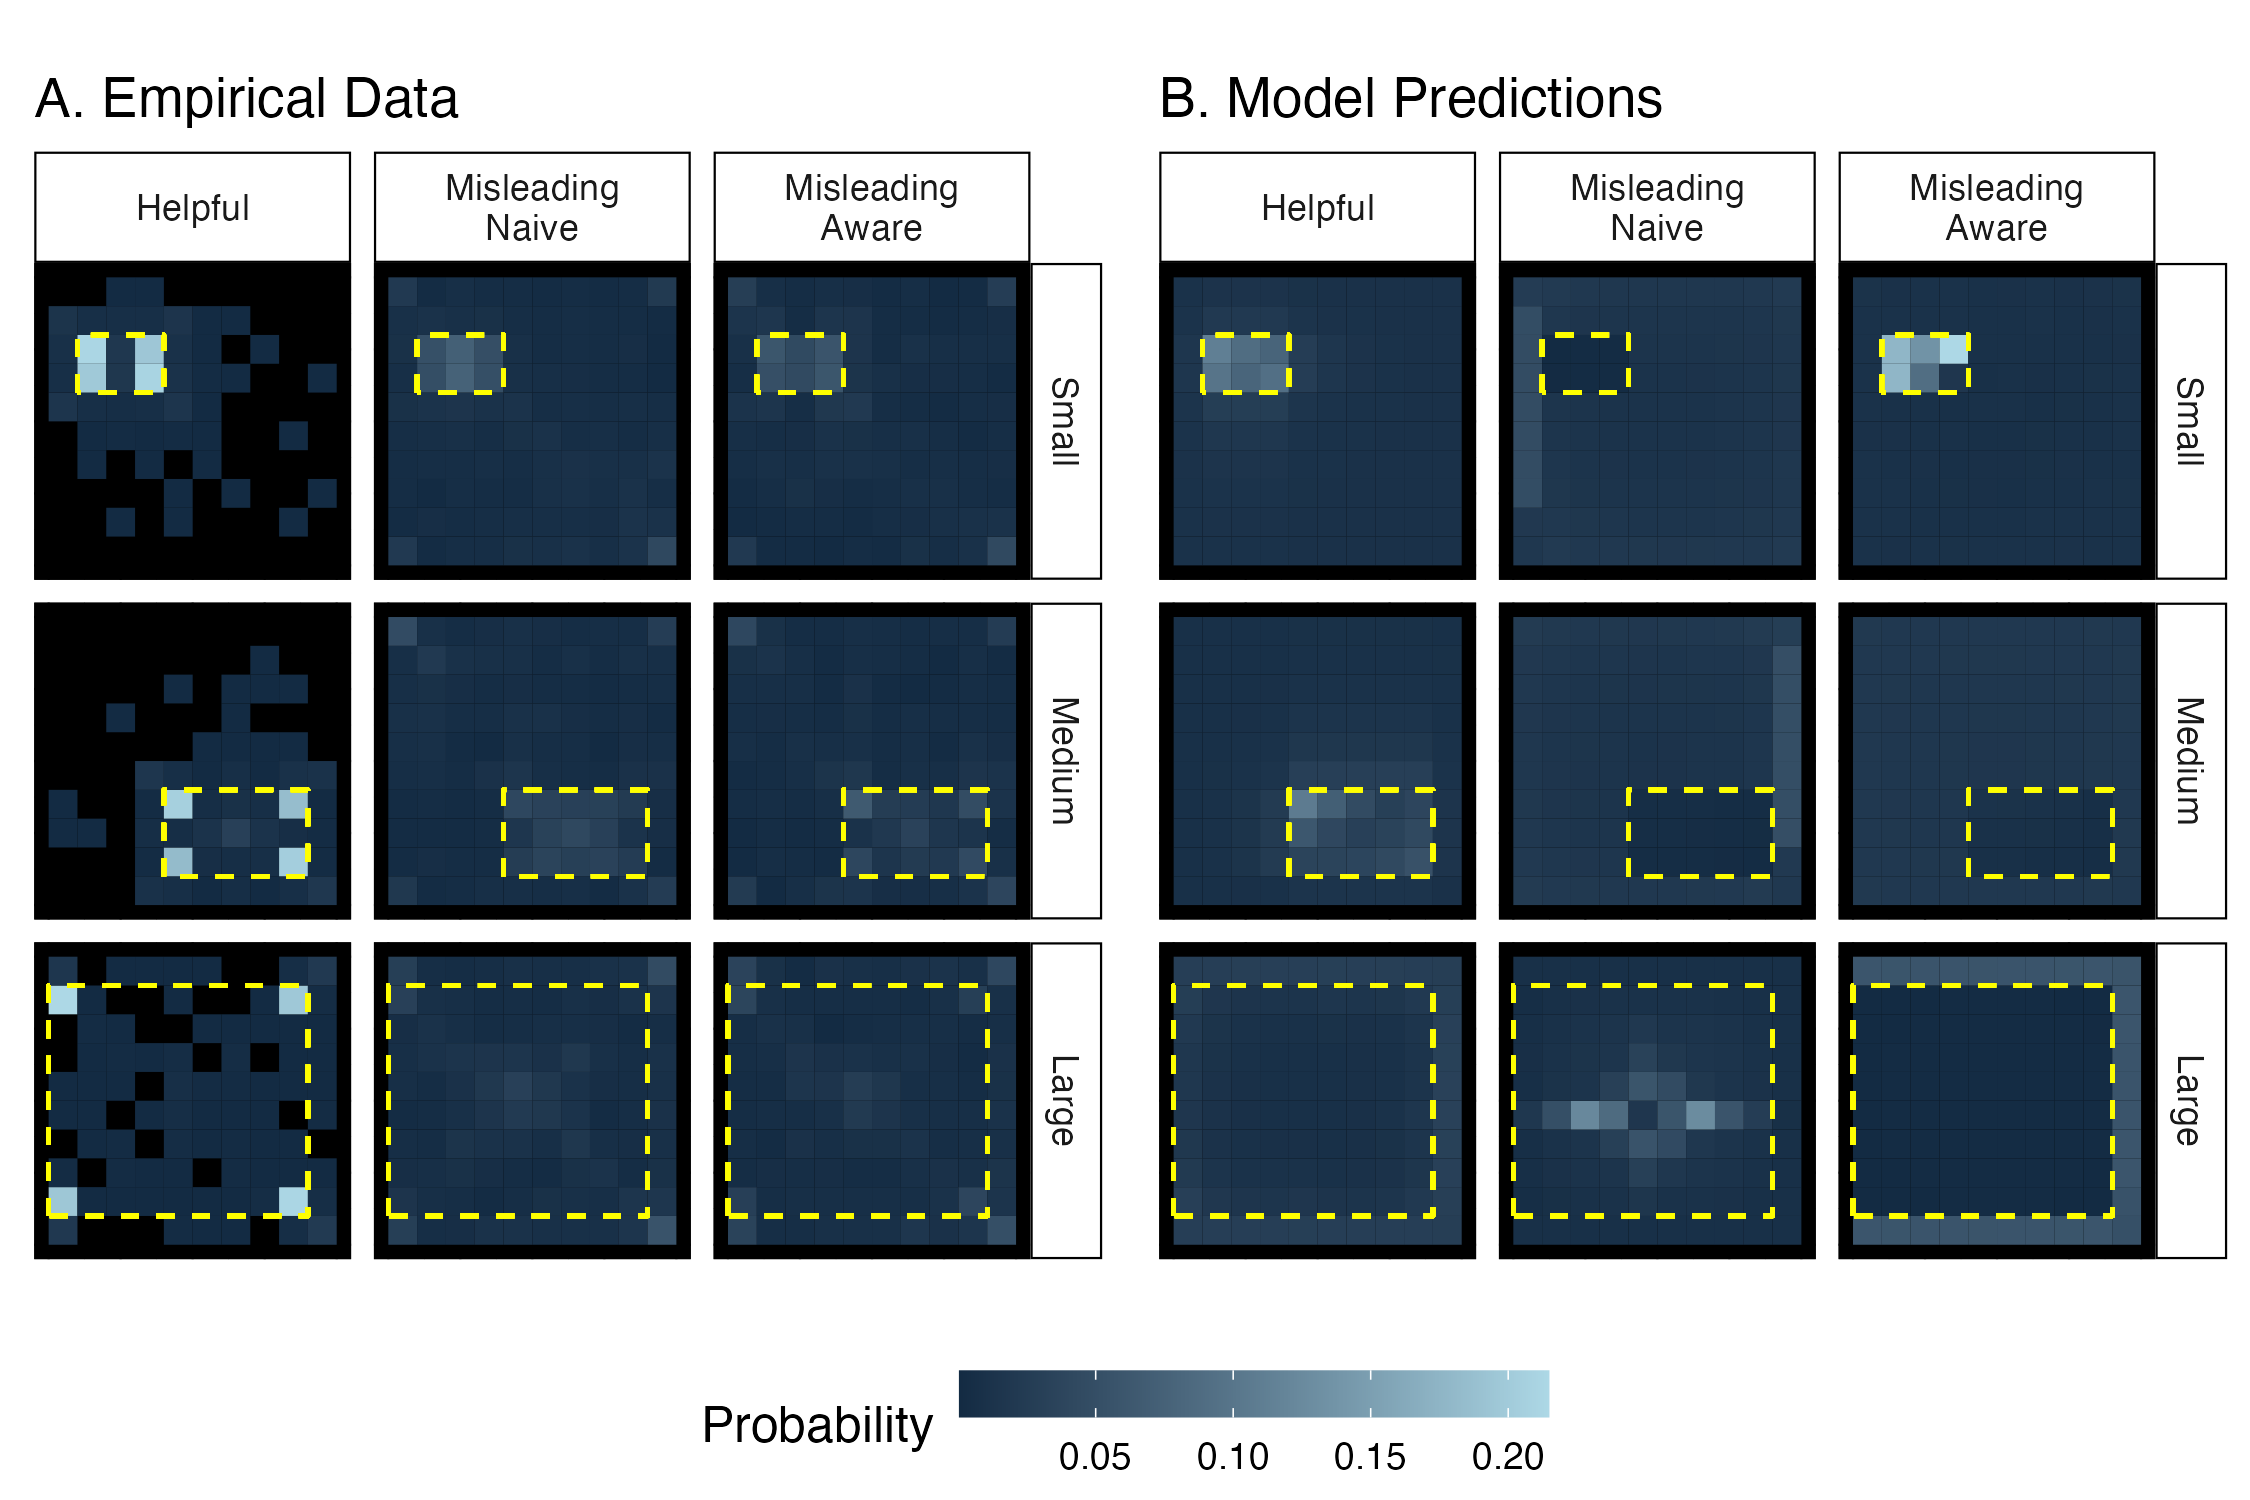 A. Empirical Data
B. Model Predictions
Helpful
Misleading
Naive
Misleading
Aware
Helpful
Misleading
Naive
Misleading
Aware
Small
Small
Medium
Medium
Large
Large
Probability
0.05
0.10
0.15
0.20